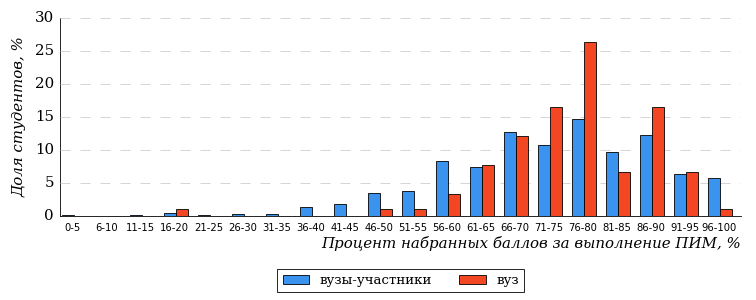 30
25
20
15
10
5
0
Доля студентов, %
0-5 6-10 11-15 16-20 21-25 26-30 31-35 36-40 41-45 46-50 51-55 56-60 61-65 66-70 71-75 76-80 81-85 86-90 91-95 96-100
Процент набранных баллов за выполнение ПИМ, %
вузы-участники вуз